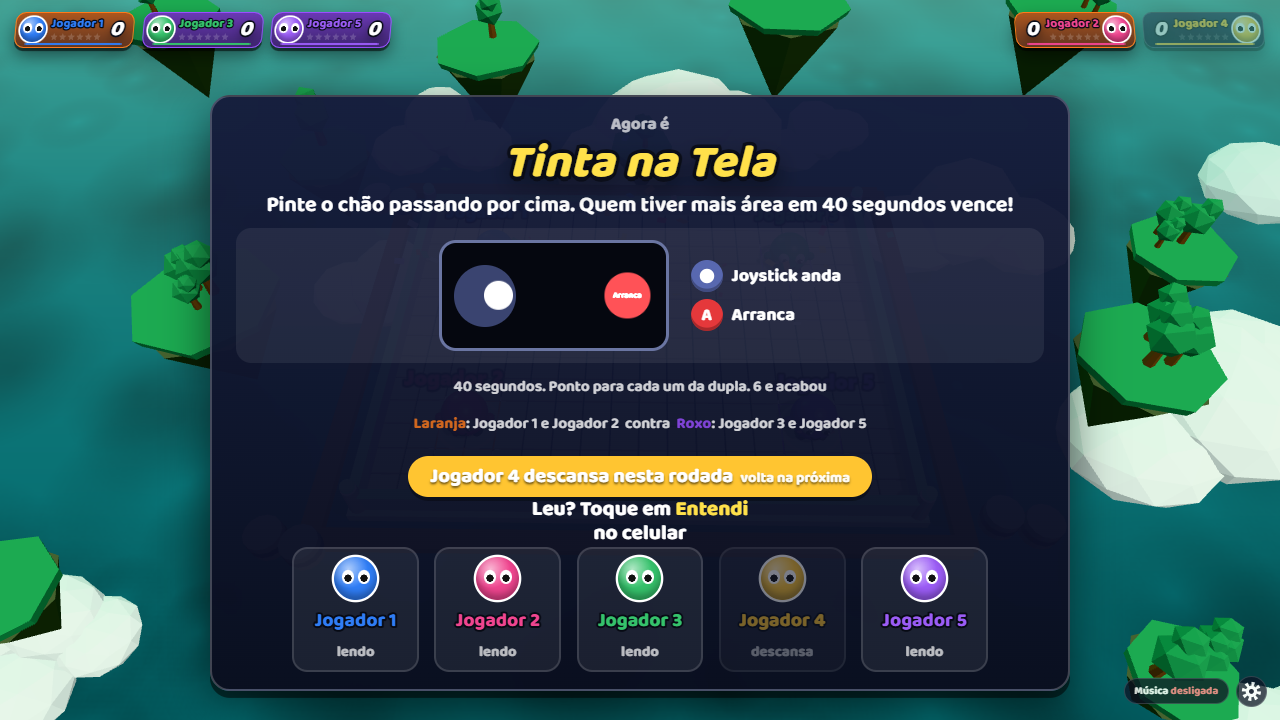 Jogador 1 0
Jogador 3 0
Jogador 5 0
0 Jogador 2
0 Jogador 4
Agora é
Tinta na Tela
Pinte o chão passando por cima. Quem tiver mais área em 40 segundos vence!
Arranca
Joystick anda
A Arranca
40 segundos. Ponto para cada um da dupla. 6 e acabou
Laranja: Jogador 1 e Jogador 2 contra Roxo: Jogador 3 e Jogador 5
Jogador 4 descansa nesta rodada volta na próxima
Leu? Toque em Entendi
no celular
Jogador 1
lendo
Jogador 2
lendo
Jogador 3
lendo
Jogador 4
descansa
Jogador 5
lendo
Música desligada